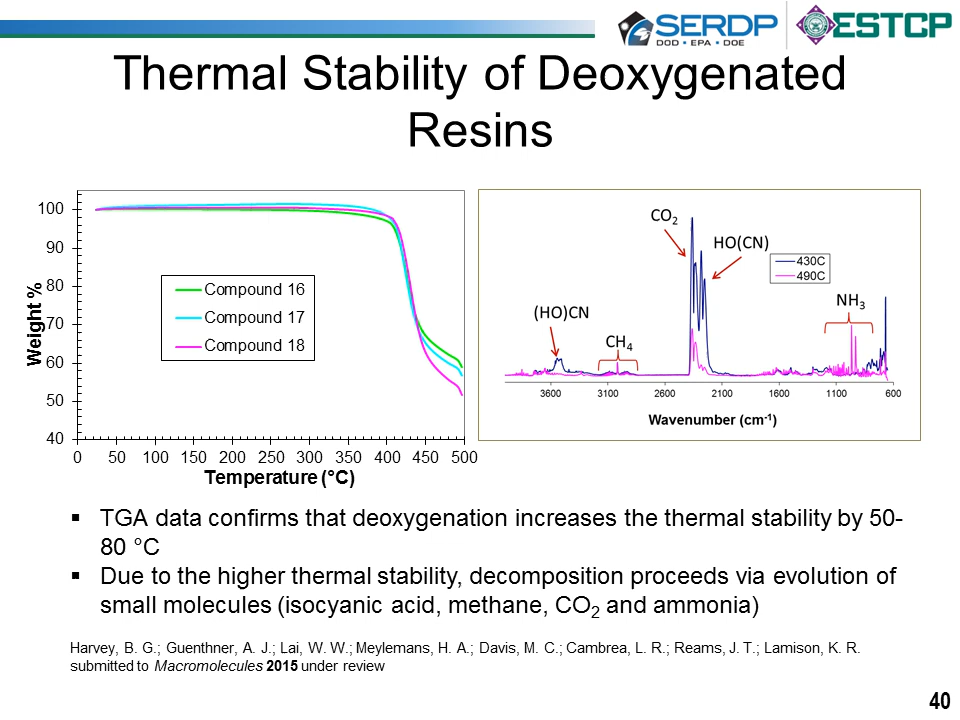 SERDP
DOD • EPA • DOE
ESTCP
Thermal Stability of Deoxygenated
Resins
100
90
80
70
60
50
40
Weight %
Compound 16
Compound 17
Compound 18
0 50 100 150 200 250 300 350 400 450 500
Temperature (°C)
CO2
HO(CN)
430C
490C
(HO)CN
CH4
NH3
3600 3100 2600 2100 1600 1100 600
Wavenumber (cm-1)
▪ TGA data confirms that deoxygenation increases the thermal stability by 50-
80 °C
▪ Due to the higher thermal stability, decomposition proceeds via evolution of
small molecules (isocyanic acid, methane, CO2 and ammonia)
Harvey, B. G.; Guenthner, A. J.; Lai, W. W.; Meylemans, H. A.; Davis, M. C.; Cambrea, L. R.; Reams, J. T.; Lamison, K. R.
submitted to Macromolecules 2015 under review
40